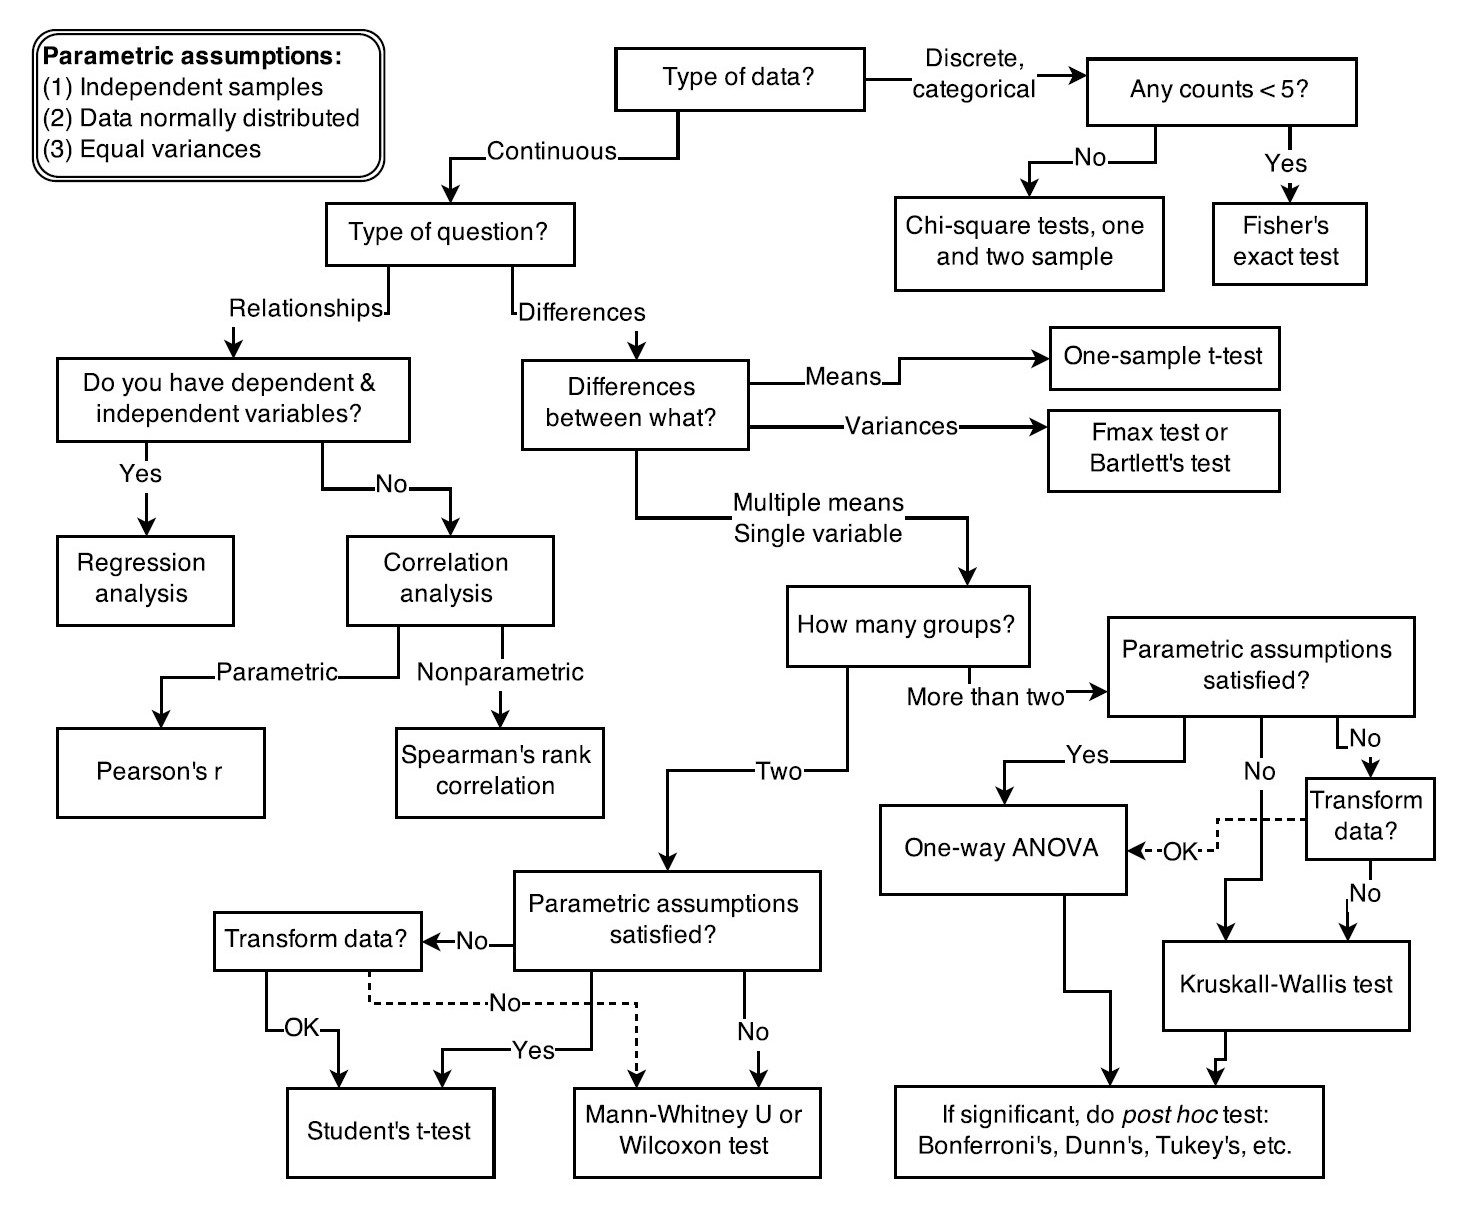 Parametric assumptions:
(1) Independent samples
(2) Data normally distributed
(3) Equal variances
Type of data?
Discrete,
categorical
Any counts < 5?
Continuous
No
Yes
Type of question?
Chi-square tests, one
and two sample
Fisher's
exact test
Relationships
Differences
Do you have dependent &
independent variables?
Differences
between what?
Means
One-sample t-test
Variances
Fmax test or
Bartlett's test
Yes
No
Multiple means
Single variable
Regression
analysis
Correlation
analysis
How many groups?
Parametric
Nonparametric
More than two
Parametric assumptions
satisfied?
Pearson's r
Spearman's rank
correlation
Two
Yes
No
No
Transform
data?
One-way ANOVA
OK
No
Parametric assumptions
satisfied?
No
Transform data?
Kruskall-Wallis test
No
OK
Yes
No
Student's t-test
Mann-Whitney U or
Wilcoxon test
If significant, do post hoc test:
Bonferroni's, Dunn's, Tukey's, etc.